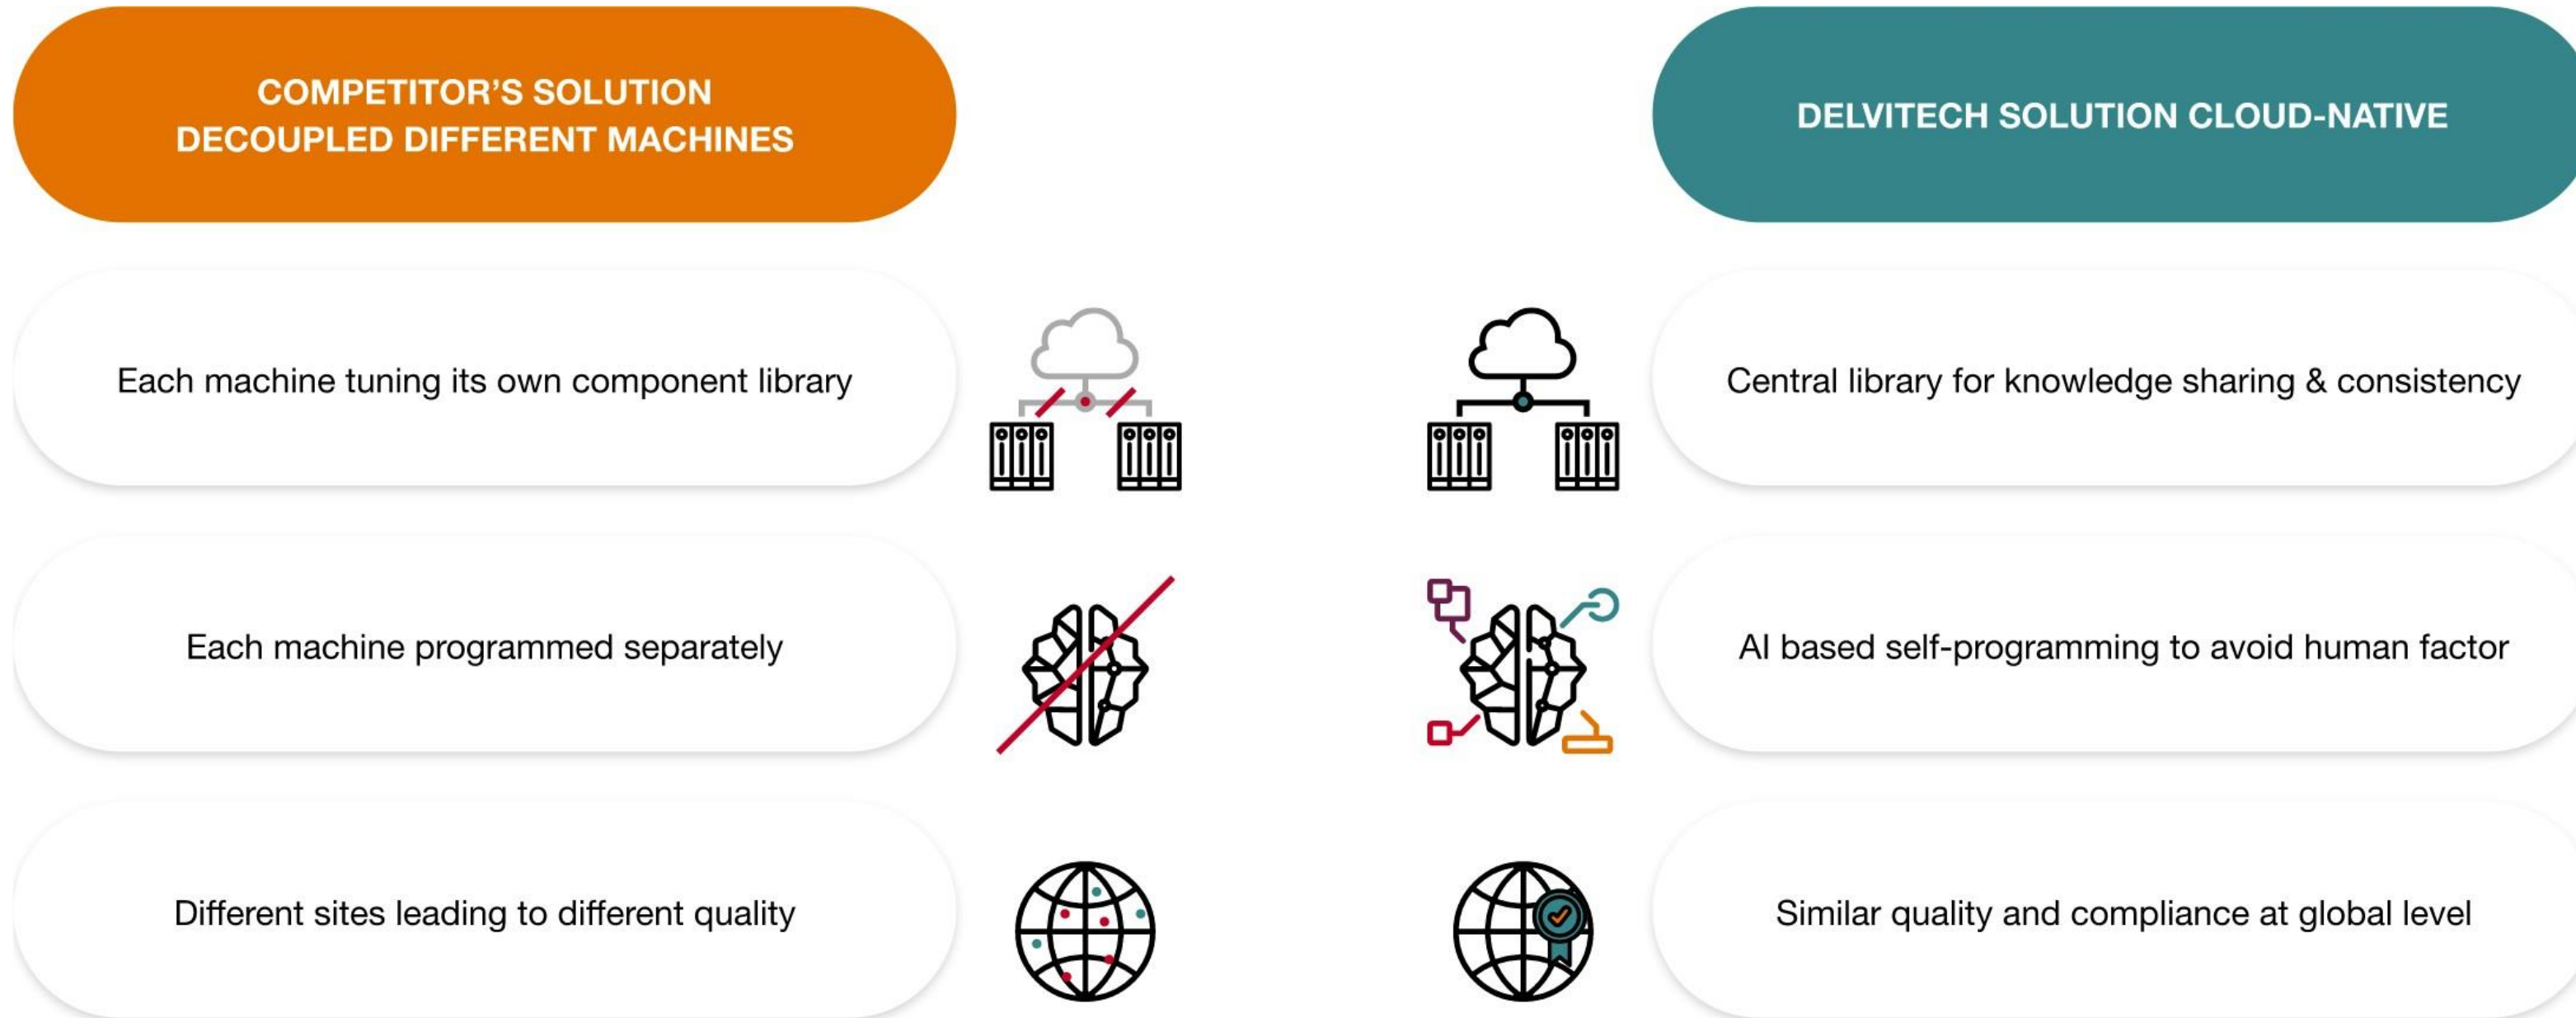 COMPETITOR’S SOLUTION
DECOUPLED DIFFERENT MACHINES
DELVITECH SOLUTION CLOUD-NATIVE
Each machine tuning its own component library
Central library for knowledge sharing & consistency
Each machine programmed separately
AI based self-programming to avoid human factor
Different sites leading to different quality
Similar quality and compliance at global level